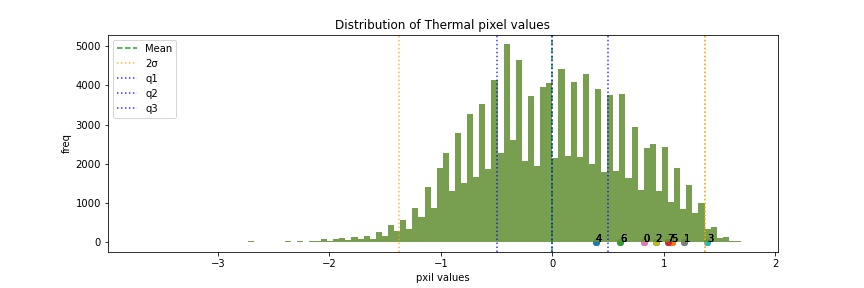 Distribution of Thermal pixel values
Mean
2σ
q1
q2
q3
freq
5000
4000
3000
2000
1000
0
4 6 0 2 7 5 1 3
−3 −2 −1 0 1 2
pxil values